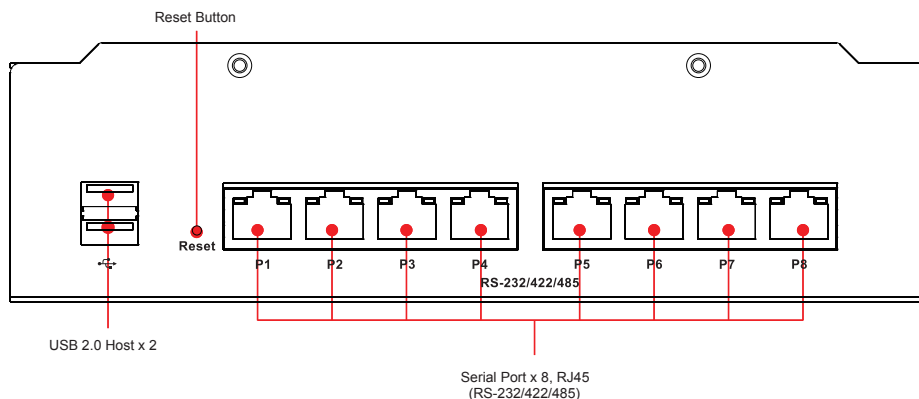 Reset Button
Reset
P1 P2 P3 P4 P5 P6 P7 P8
RS-232/422/485
USB 2.0 Host x 2
Serial Port x 8, RJ45
(RS-232/422/485)